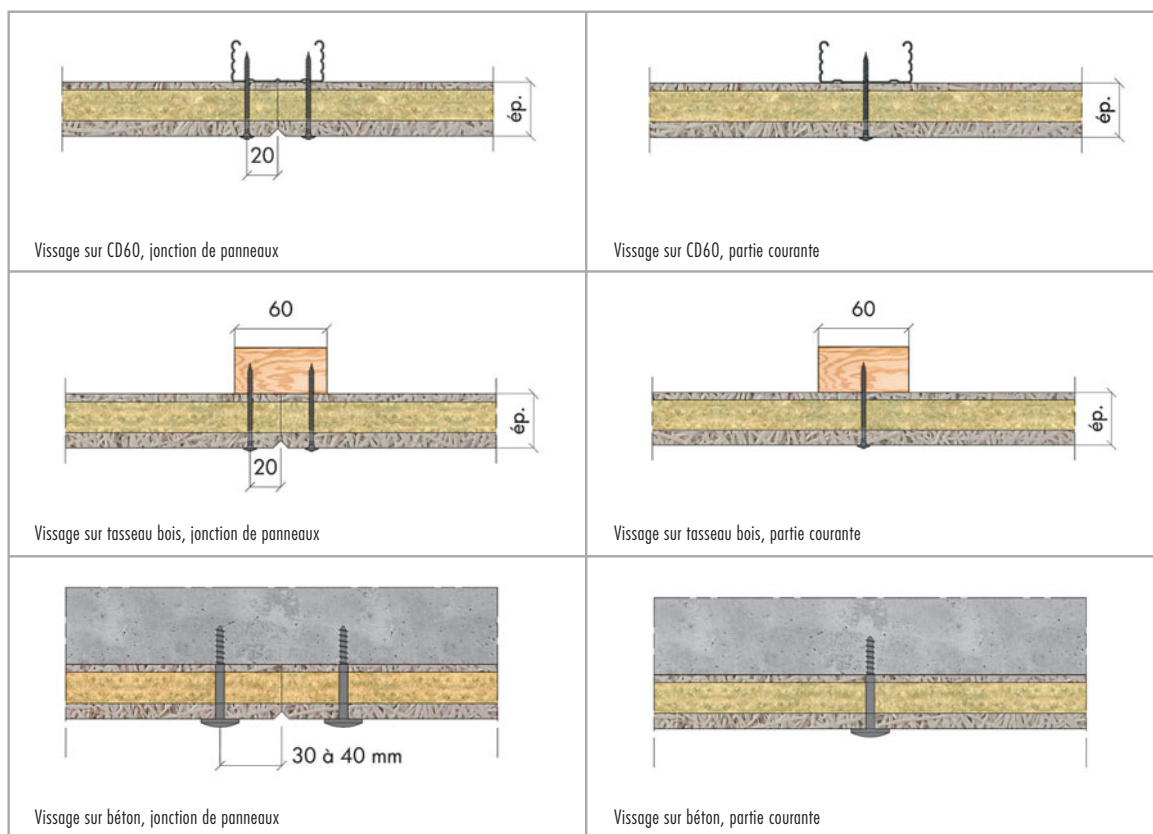 ép.
20
Vissage sur CD60, jonction de panneaux
ép.
Vissage sur CD60, partie courante
60
ép.
20
Vissage sur tasseau bois, jonction de panneaux
60
ép.
Vissage sur tasseau bois, partie courante
30 à 40 mm
Vissage sur béton, jonction de panneaux
Vissage sur béton, partie courante